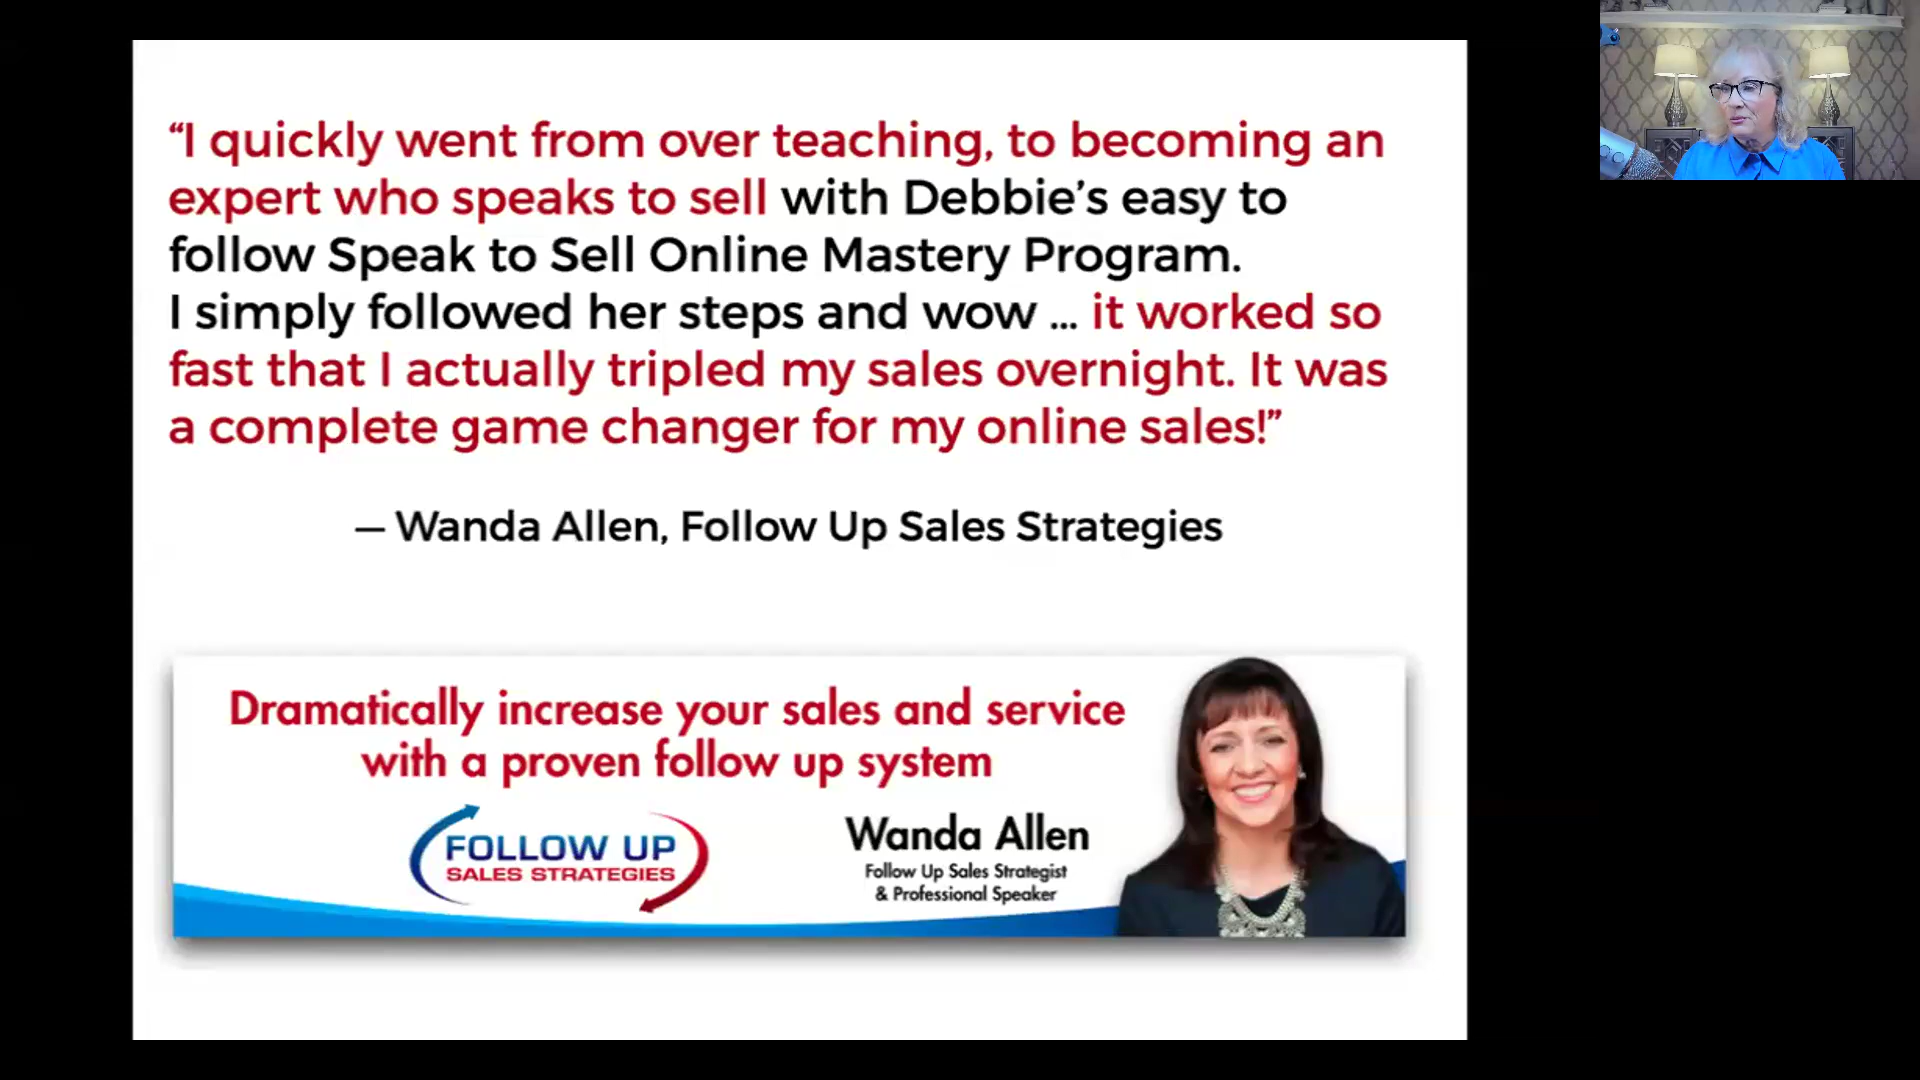 “I quickly went from over teaching, to becoming an
expert who speaks to sell with Debbie’s easy to
follow Speak to Sell Online Mastery Program.
I simply followed her steps and wow ... it worked so
fast that I actually tripled my sales overnight. It was
a complete game changer for my online sales!”
— Wanda Allen, Follow Up Sales Strategies
Dramatically increase your sales and service
with a proven follow up system
FOLLOW UP
SALES STRATEGIES
Wanda Allen
Follow Up Sales Strategist
& Professional Speaker